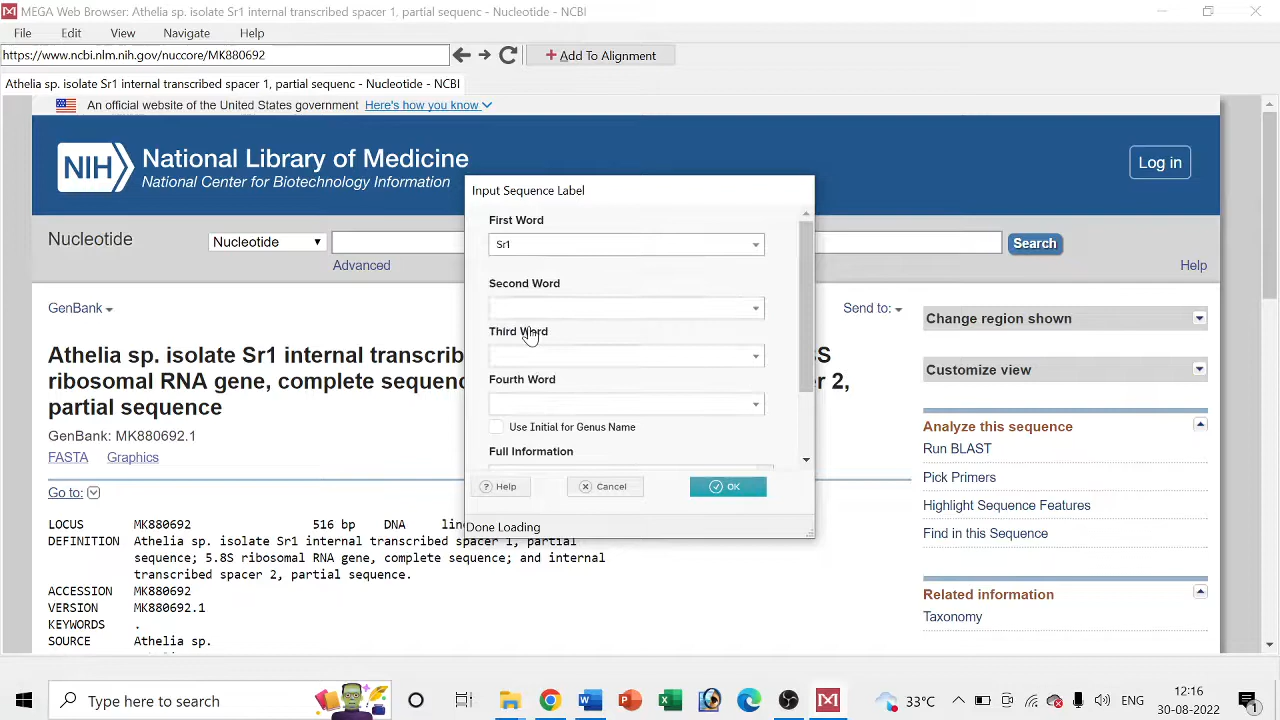 MEGA Web Browser: Athelia sp. isolate Sr1 internal transcribed spacer 1, partial sequenc - Nucleotide - NCBI
File Edit View Navigate Help
https://www.ncbi.nlm.nih.gov/nuccore/MK880692 + Add To Alignment
Athelia sp. isolate Sr1 internal transcribed spacer 1, partial sequenc - Nucleotide - NCBI
An official website of the United States government Here's how you know
NIH National Library of Medicine
National Center for Biotechnology Information
Log in
Nucleotide Nucleotide Search
Advanced Help
Input Sequence Label
First Word
Sr1
Second Word
Third Word
Fourth Word
Use Initial for Genus Name
Full Information
Help Cancel OK
Done Loading
GenBank Send to:
Athelia sp. isolate Sr1 internal transcrib S
ribosomal RNA gene, complete sequen r 2,
partial sequence
GenBank: MK880692.1
FASTA Graphics
Go to:
LOCUS MK880692 516 bp DNA lin
DEFINITION Athelia sp. isolate Sr1 internal transcribed spacer 1, partial
sequence; 5.8S ribosomal RNA gene, complete sequence; and internal
transcribed spacer 2, partial sequence.
ACCESSION MK880692
VERSION MK880692.1
KEYWORDS .
SOURCE Athelia sp.
Change region shown
Customize view
Analyze this sequence
Run BLAST
Pick Primers
Highlight Sequence Features
Find in this Sequence
Related information
Taxonomy
Type here to search
33°C ENG 12:16
30-08-2022
1